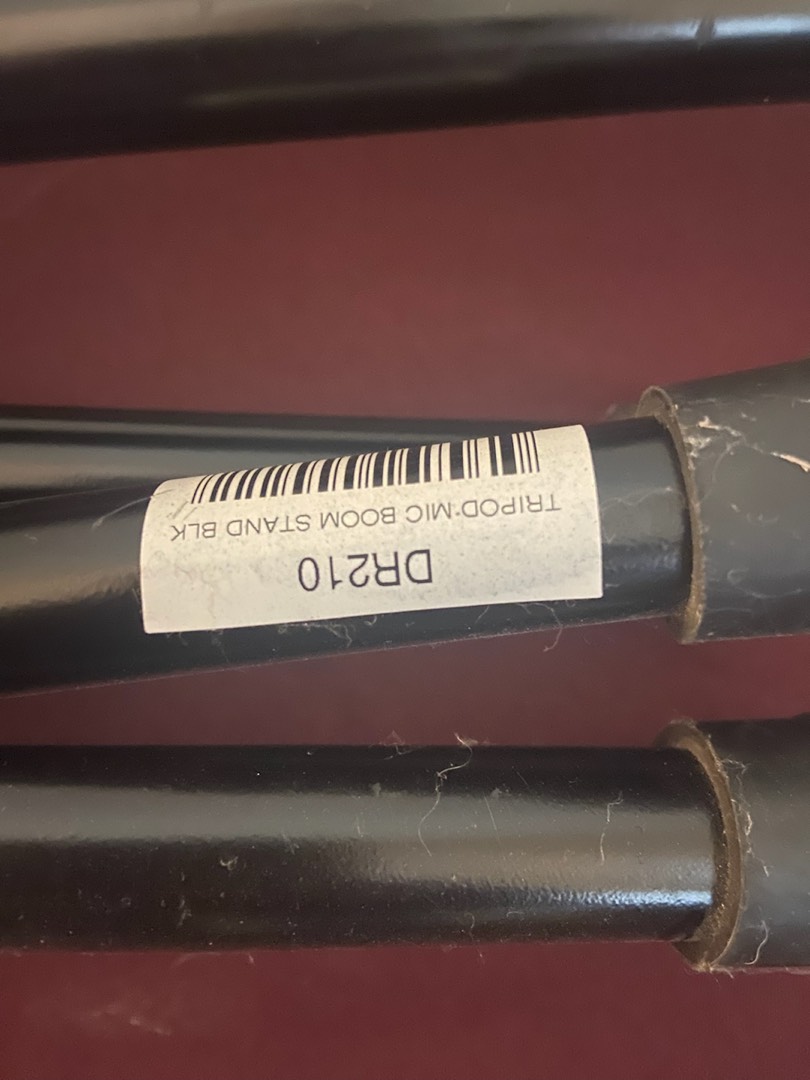 DR210
TRIPOD:MIC BOOM STAND BLK